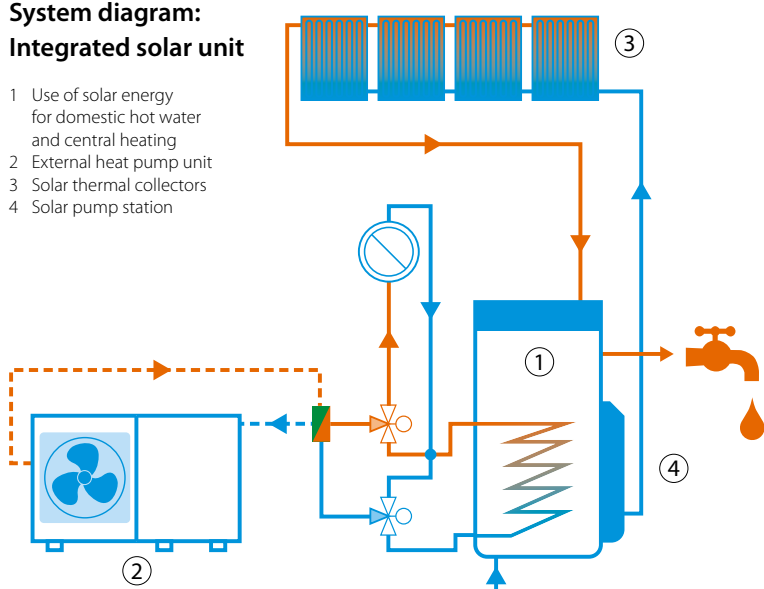 System diagram:
Integrated solar unit
1 Use of solar energy
for domestic hot water
and central heating
2 External heat pump unit
3 Solar thermal collectors
4 Solar pump station
3
1
4
2